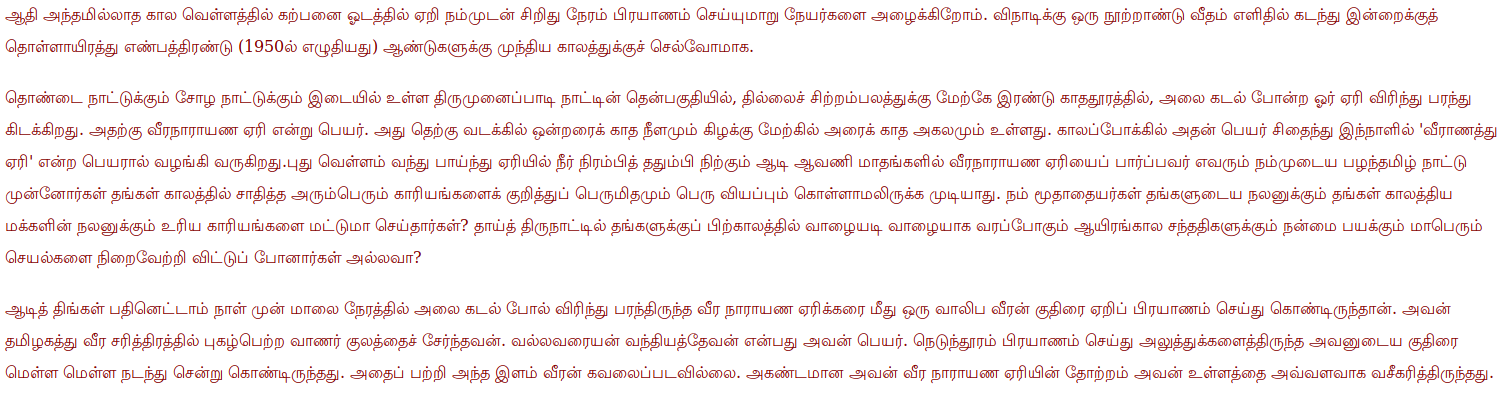 ஆதி அந்தமில்லாத கால வெள்ளத்தில் கற்பனை ஓடத்தில் ஏறி நம்முடன் சிறிது நேரம் பிரயாணம் செய்யுமாறு நேயர்களை அழைக்கிறோம். விநாடிக்கு ஒரு நூற்றாண்டு வீதம் எளிதில் கடந்து இன்றைக்குத்
தொள்ளாயிரத்து எண்பத்திரண்டு (1950ல் எழுதியது) ஆண்டுகளுக்கு முந்திய காலத்துக்குச் செல்வோமாக.
தொண்டை நாட்டுக்கும் சோழ நாட்டுக்கும் இடையில் உள்ள திருமுனைப்பாடி நாட்டின் தென்பகுதியில், தில்லைச் சிற்றம்பலத்துக்கு மேற்கே இரண்டு காததூரத்தில், அலை கடல் போன்ற ஓர் ஏரி விரிந்து பரந்து
கிடக்கிறது. அதற்கு வீரநாராயண ஏரி என்று பெயர். அது தெற்கு வடக்கில் ஒன்றரைக் காத நீளமும் கிழக்கு மேற்கில் அரைக் காத அகலமும் உள்ளது. காலப்போக்கில் அதன் பெயர் சிதைந்து இந்நாளில் 'வீராணத்து
ஏரி' என்ற பெயரால் வழங்கி வருகிறது.புது வெள்ளம் வந்து பாய்ந்து ஏரியில் நீர் நிரம்பித் ததும்பி நிற்கும் ஆடி ஆவணி மாதங்களில் வீரநாராயண ஏரியைப் பார்ப்பவர் எவரும் நம்முடைய பழந்தமிழ் நாட்டு
முன்னோர்கள் தங்கள் காலத்தில் சாதித்த அரும்பெரும் காரியங்களைக் குறித்துப் பெருமிதமும் பெரு வியப்பும் கொள்ளாமலிருக்க முடியாது. நம் மூதாதையர்கள் தங்களுடைய நலனுக்கும் தங்கள் காலத்திய
மக்களின் நலனுக்கும் உரிய காரியங்களை மட்டுமா செய்தார்கள்? தாய்த் திருநாட்டில் தங்களுக்குப் பிற்காலத்தில் வாழையடி வாழையாக வரப்போகும் ஆயிரங்கால சந்ததிகளுக்கும் நன்மை பயக்கும் மாபெரும்
செயல்களை நிறைவேற்றி விட்டுப் போனார்கள் அல்லவா?
ஆடித் திங்கள் பதினெட்டாம் நாள் முன் மாலை நேரத்தில் அலை கடல் போல் விரிந்து பரந்திருந்த வீர நாராயண ஏரிக்கரை மீது ஒரு வாலிப வீரன் குதிரை ஏறிப் பிரயாணம் செய்து கொண்டிருந்தான். அவன்
தமிழகத்து வீர சரித்திரத்தில் புகழ்பெற்ற வாணர் குலத்தைச் சேர்ந்தவன். வல்லவரையன் வந்தியத்தேவன் என்பது அவன் பெயர். நெடுந்தூரம் பிரயாணம் செய்து அலுத்துக்களைத்திருந்த அவனுடைய குதிரை
மெள்ள மெள்ள நடந்து சென்று கொண்டிருந்தது. அதைப் பற்றி அந்த இளம் வீரன் கவலைப்படவில்லை. அகண்டமான அவன் வீர நாராயண ஏரியின் தோற்றம் அவன் உள்ளத்தை அவ்வளவாக வசீகரித்திருந்தது.